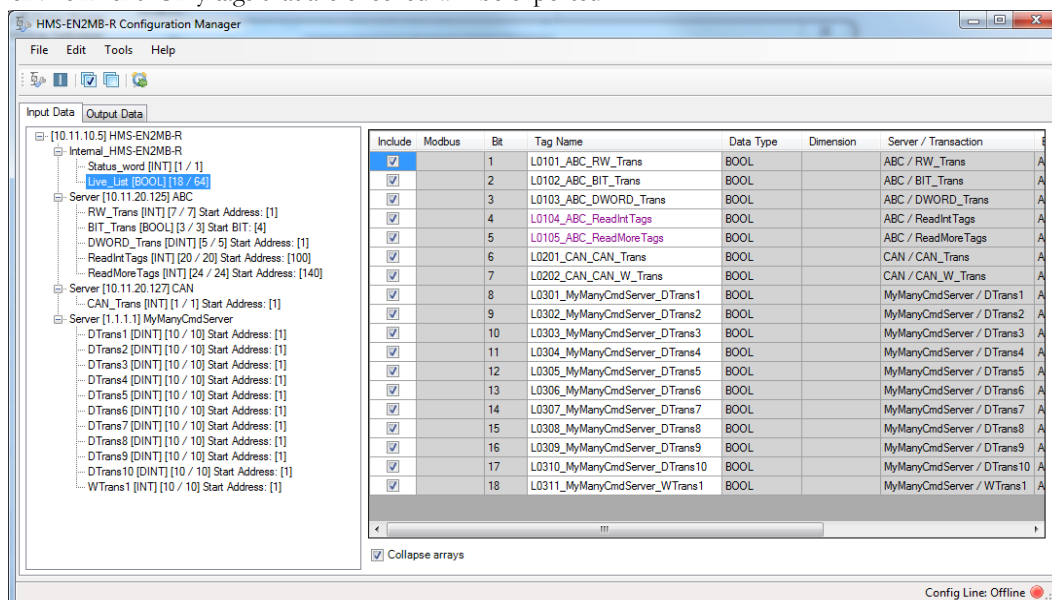 HMS-EN2MB-R Configuration Manager
File Edit Tools Help
Input Data Output Data
[10.11.10.5] HMS-EN2MB-R
Internal_HMS-EN2MB-R
Status_word [INT] [1 / 1]
Live_List [BOOL] [18 / 64]
Server [10.11.20.125] ABC
RW_Trans [INT] [7 / 7] Start Address: [1]
BIT_Trans [BOOL] [3 / 3] Start BIT: [4]
DWORD_Trans [DINT] [5 / 5] Start Address: [1]
ReadIntTags [INT] [20 / 20] Start Address: [100]
ReadMoreTags [INT] [24 / 24] Start Address: [140]
Server [10.11.20.127] CAN
CAN_Trans [INT] [1 / 1] Start Address: [1]
Server [1.1.1.1] MyManyCmdServer
DTrans1 [DINT] [10 / 10] Start Address: [1]
DTrans2 [DINT] [10 / 10] Start Address: [1]
DTrans3 [DINT] [10 / 10] Start Address: [1]
DTrans4 [DINT] [10 / 10] Start Address: [1]
DTrans5 [DINT] [10 / 10] Start Address: [1]
DTrans6 [DINT] [10 / 10] Start Address: [1]
DTrans7 [DINT] [10 / 10] Start Address: [1]
DTrans8 [DINT] [10 / 10] Start Address: [1]
DTrans9 [DINT] [10 / 10] Start Address: [1]
DTrans10 [DINT] [10 / 10] Start Address: [1]
WTrans1 [INT] [10 / 10] Start Address: [1]
Include Modbus Bit Tag Name Data Type Dimension Server / Transaction
1 L0101_ABC_RW_Trans BOOL ABC / RW_Trans A
2 L0102_ABC_BIT_Trans BOOL ABC / BIT_Trans A
3 L0103_ABC_DWORD_Trans BOOL ABC / DWORD_Trans A
4 L0104_ABC_ReadIntTags BOOL ABC / ReadIntTags A
5 L0105_ABC_ReadMoreTags BOOL ABC / ReadMoreTags A
6 L0201_CAN_CAN_Trans BOOL CAN / CAN_Trans A
7 L0202_CAN_CAN_W_Trans BOOL CAN / CAN_W_Trans A
8 L0301_MyManyCmdServer_DTrans1 BOOL MyManyCmdServer / DTrans1 A
9 L0302_MyManyCmdServer_DTrans2 BOOL MyManyCmdServer / DTrans2 A
10 L0303_MyManyCmdServer_DTrans3 BOOL MyManyCmdServer / DTrans3 A
11 L0304_MyManyCmdServer_DTrans4 BOOL MyManyCmdServer / DTrans4 A
12 L0305_MyManyCmdServer_DTrans5 BOOL MyManyCmdServer / DTrans5 A
13 L0306_MyManyCmdServer_DTrans6 BOOL MyManyCmdServer / DTrans6 A
14 L0307_MyManyCmdServer_DTrans7 BOOL MyManyCmdServer / DTrans7 A
15 L0308_MyManyCmdServer_DTrans8 BOOL MyManyCmdServer / DTrans8 A
16 L0309_MyManyCmdServer_DTrans9 BOOL MyManyCmdServer / DTrans9 A
17 L0310_MyManyCmdServer_DTrans10 BOOL MyManyCmdServer / DTrans10 A
18 L0311_MyManyCmdServer_WTrans1 BOOL MyManyCmdServer / WTrans1 A
Collapse arrays
Config Line: Offline